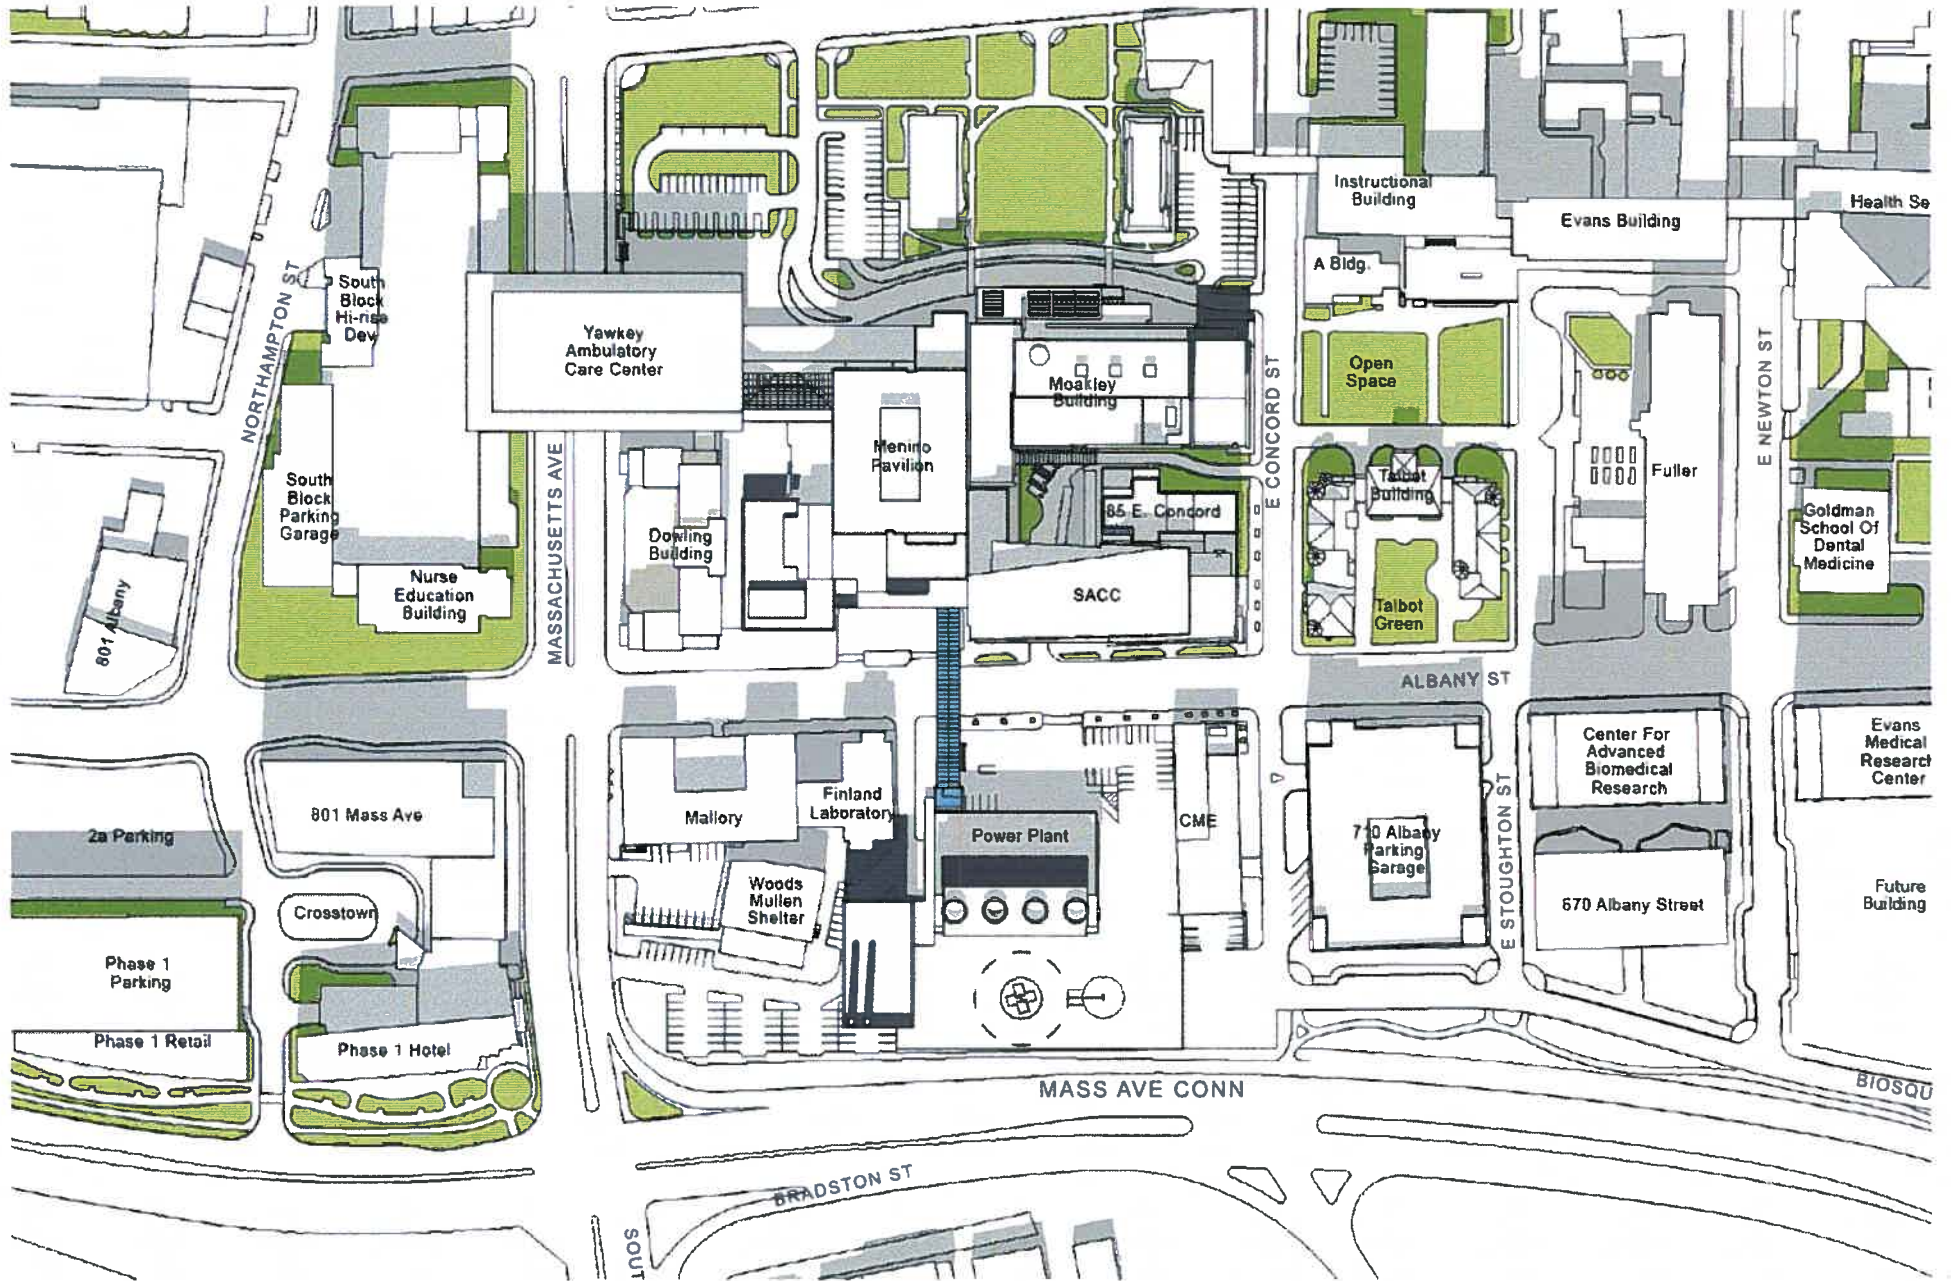 Instructional
Building
Health Se
Evans Building
A Bldg.
NORTHAMPTON ST
South
Block
Hi-rise
Dev
Yawkey
Ambulatory
Care Center
Moakley
Building
E CONCORD ST
Open
Space
E NEWTON ST
Menino
Pavilion
South
Block
Parking
Garage
MASSACHUSETTS AVE
Talbot
Building
Fuller
85 E. Concord
Goldman
School Of
Dental
Medicine
Dowling
Building
Nurse
Education
Building
SACC
Talbot
Green
801 Albany
ALBANY ST
Center For
Advanced
Biomedical
Research
Evans
Medical
Research
Center
801 Mass Ave
Mallory
Finland
Laboratory
2a Parking
Power Plant
CME
710 Albany
Parking
Garage
E STOUGHTON ST
Woods
Mullen
Shelter
Crosstown
670 Albany Street
Future
Building
Phase 1
Parking
Phase 1 Retail
Phase 1 Hotel
MASS AVE CONN
BIOSQU
BRADSTON ST
SOUT